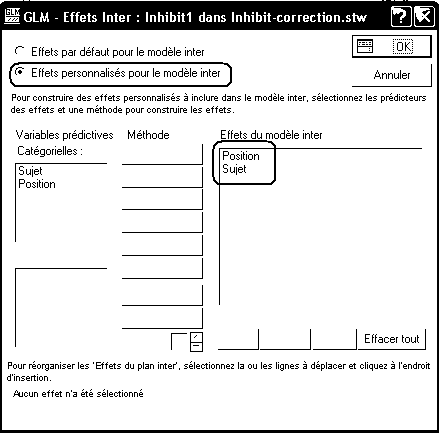 GLM - Effets Inter : Inhibit1 dans Inhibit-correction.stw
Effets par défaut pour le modèle inter
OK
Effets personnalisés pour le modèle inter
Annuler
Pour construire des effets personnalisés à inclure dans le modèle inter, sélectionnez les prédicteurs
des effets et une méthode pour construire les effets.
Variables prédictives
Méthode
Effets du modèle inter
Catégorielles :
Sujet
Position
Position
Sujet
Effacer tout
Pour réorganiser les 'Effets du plan inter', sélectionnez la ou les lignes à déplacer et cliquez à l'endroit
d'insertion.
Aucun effet n'a été sélectionné